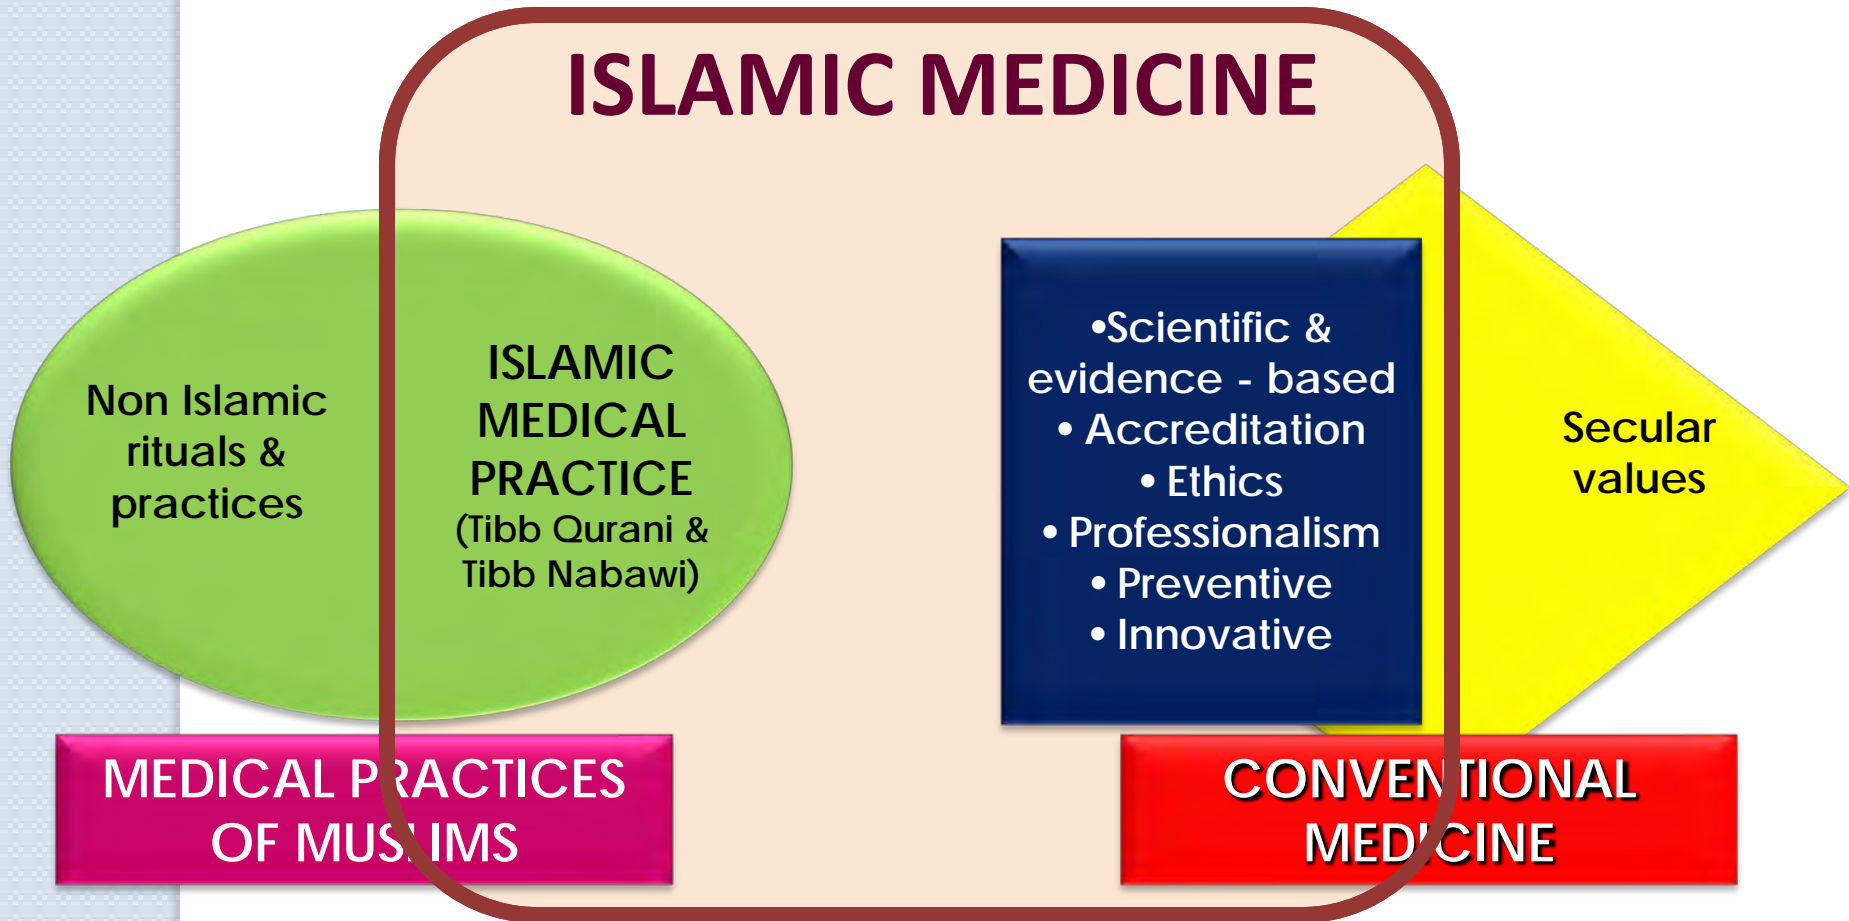 ISLAMIC MEDICINE
Non Islamic
rituals &
practices
ISLAMIC
MEDICAL
PRACTICE
(Tibb Qurani &
Tibb Nabawi)
•Scientific &
evidence - based
• Accreditation
• Ethics
• Professionalism
• Preventive
• Innovative
Secular
values
MEDICAL PRACTICES
OF MUSLIMS
CONVENTIONAL
MEDICINE